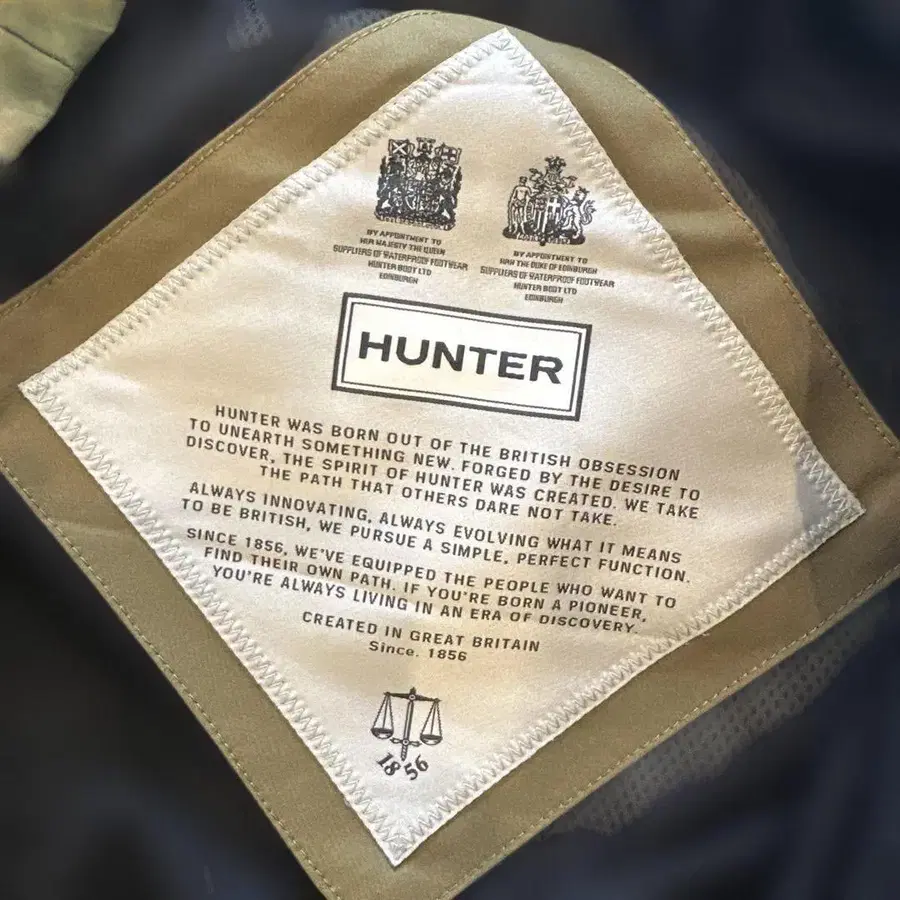 BY APPOINTMENT TO
HER MAJESTY THE QUEEN
SUPPLIERS OF WATERPROOF FOOTWEAR
HUNTER BOOT LTD
EDINBURGH
BY APPOINTMENT TO
HRH THE DUKE OF EDINBURGH
SUPPLIERS OF WATERPROOF FOOTWEAR
HUNTER BOOT LTD
EDINBURGH
HUNTER
HUNTER WAS BORN OUT OF THE BRITISH OBSESSION
TO UNEARTH SOMETHING NEW. FORGED BY THE DESIRE TO
DISCOVER, THE SPIRIT OF HUNTER WAS CREATED. WE TAKE
THE PATH THAT OTHERS DARE NOT TAKE.
ALWAYS INNOVATING, ALWAYS EVOLVING WHAT IT MEANS
TO BE BRITISH, WE PURSUE A SIMPLE, PERFECT FUNCTION.
SINCE 1856, WE'VE EQUIPPED THE PEOPLE WHO WANT TO
FIND THEIR OWN PATH. IF YOU'RE BORN A PIONEER,
YOU'RE ALWAYS LIVING IN AN ERA OF DISCOVERY.
CREATED IN GREAT BRITAIN
Since. 1856
1856